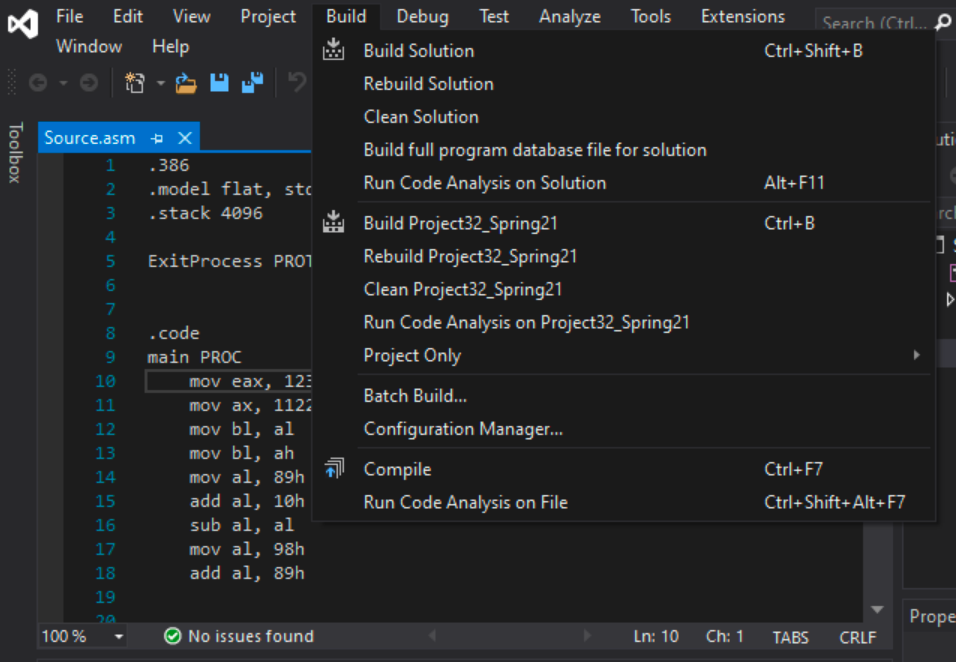 File Edit View Project Build Debug Test Analyze Tools Extensions Search (Ctrl...
Window Help
Toolbox
Source.asm
1 .386
2 .model flat,
3 .stack 4096
4
5 ExitProcess
6
7
8 .code
9 main PROC
10 mov eax, 123
11 mov ax, 1122
12 mov bl, al
13 mov bl, ah
14 mov al, 89h
15 add al, 10h
16 sub al, al
17 mov al, 98h
18 add al, 89h
19
20
Build Solution Ctrl+Shift+B
Rebuild Solution
Clean Solution
Build full program database file for solution
Run Code Analysis on Solution Alt+F11
Build Project32_Spring21 Ctrl+B
Rebuild Project32_Spring21
Clean Project32_Spring21
Run Code Analysis on Project32_Spring21
Project Only
Batch Build...
Configuration Manager...
Compile Ctrl+F7
Run Code Analysis on File Ctrl+Shift+Alt+F7
Prope
100 % No issues found Ln: 10 Ch: 1 TABS CRLF